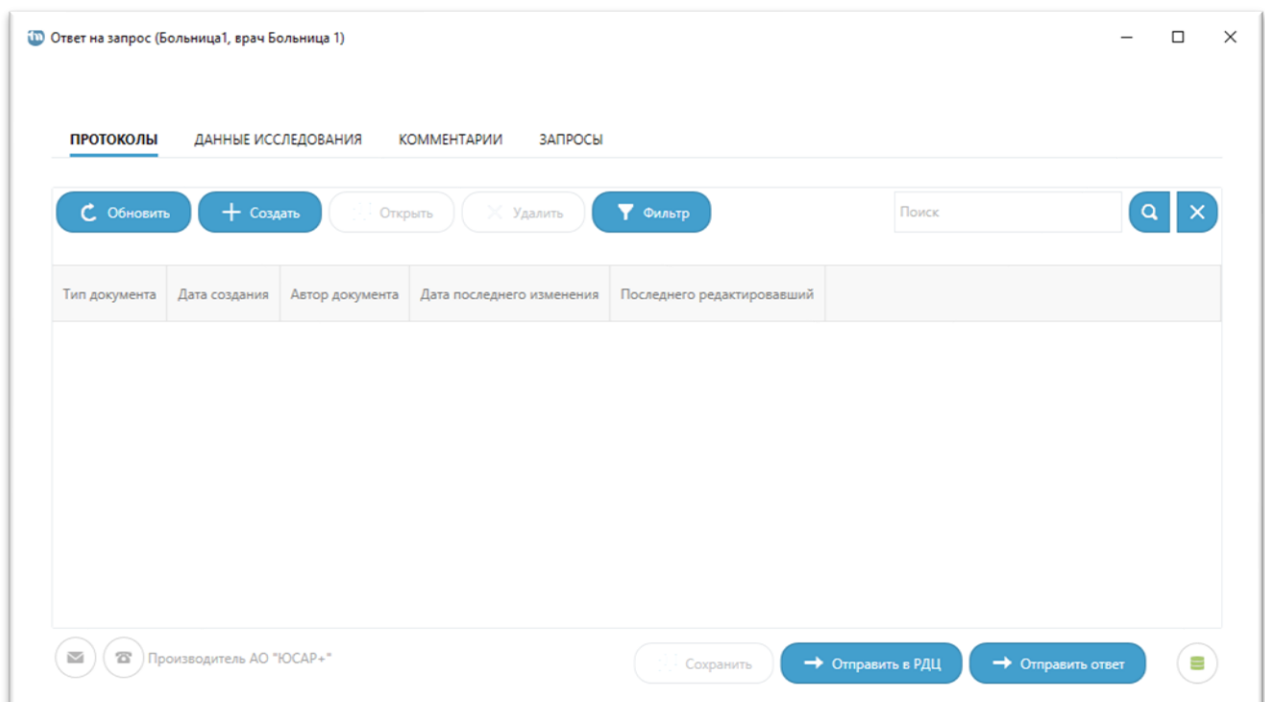 Ответ на запрос (Больница1, врач Больница 1)
ПРОТОКОЛЫ ДАННЫЕ ИССЛЕДОВАНИЯ КОММЕНТАРИИ ЗАПРОСЫ
Обновить Создать Открыть Удалить Фильтр Поиск
Тип документа Дата создания Автор документа Дата последнего изменения Последнего редактировавший
Производитель АО "ЮСАР+" Сохранить Отправить в РДЦ Отправить ответ